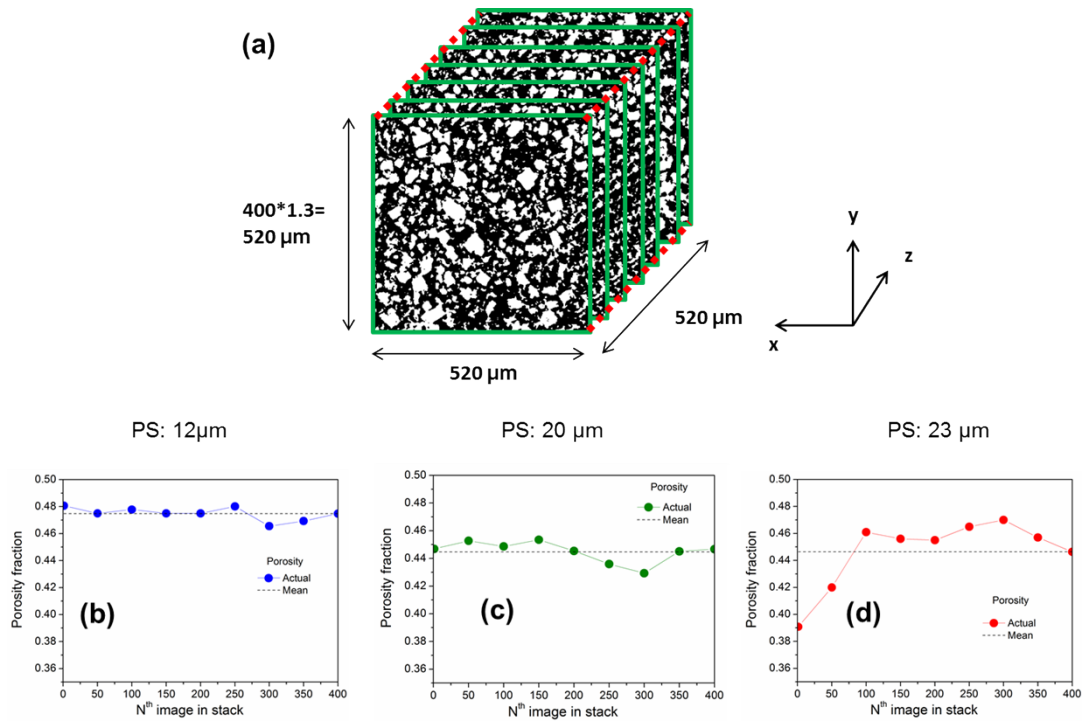 (a)
400*1.3=
520 µm
520 µm
520 µm
y
z
x
PS: 12µm
PS: 20 µm
PS: 23 µm
0.50
0.48
0.46
0.44
0.42
0.40
0.38
0.36
Porosity fraction
Porosity
Actual
Mean
(b)
0 50 100 150 200 250 300 350 400
Nth image in stack
0.50
0.48
0.46
0.44
0.42
0.40
0.38
0.36
Porosity fraction
Porosity
Actual
Mean
(c)
0 50 100 150 200 250 300 350 400
Nth image in stack
0.50
0.48
0.46
0.44
0.42
0.40
0.38
0.36
Porosity fraction
Porosity
Actual
Mean
(d)
0 50 100 150 200 250 300 350 400
Nth image in stack